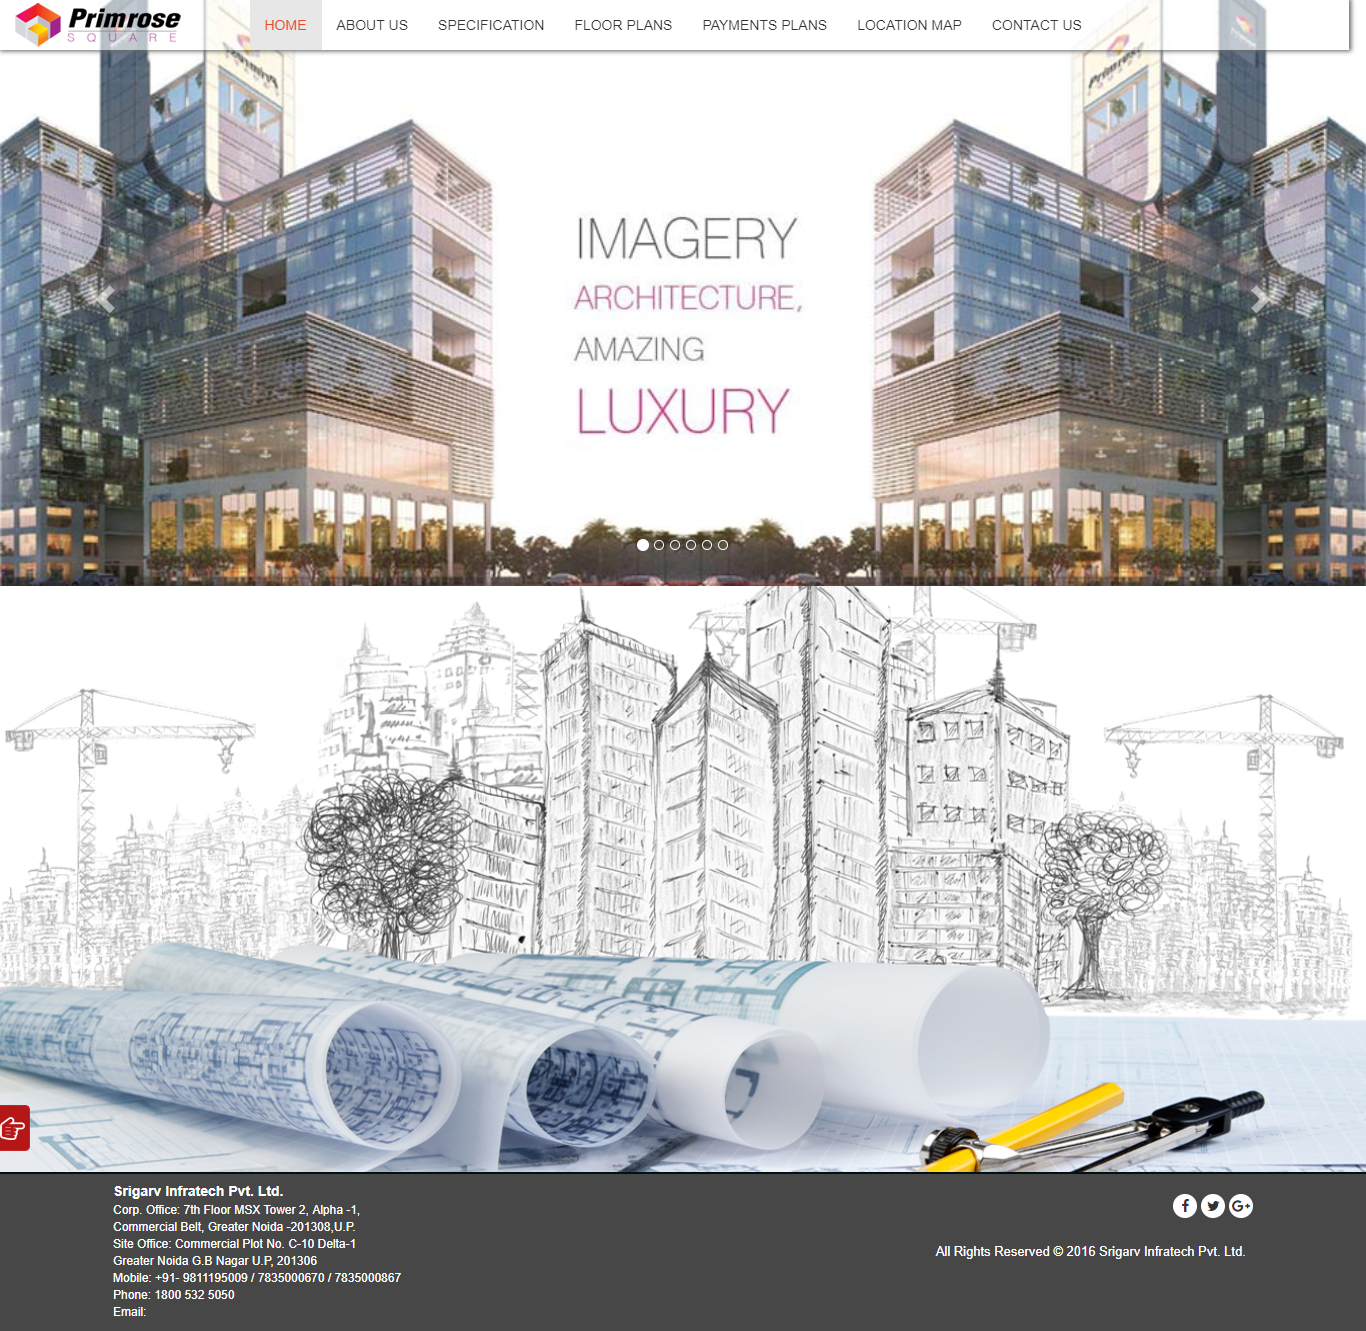 Primrose
SQUARE
HOME
ABOUT US
SPECIFICATION
FLOOR PLANS
PAYMENTS PLANS
LOCATION MAP
CONTACT US
IMAGERY
ARCHITECTURE,
AMAZING
LUXURY
Srigarv Infratech Pvt. Ltd.
Corp. Office: 7th Floor MSX Tower 2, Alpha -1,
Commercial Belt, Greater Noida -201308,U.P.
Site Office: Commercial Plot No. C-10 Delta-1
Greater Noida G.B Nagar U.P, 201306
Mobile: +91- 9811195009 / 7835000670 / 7835000867
Phone: 1800 532 5050
Email:
All Rights Reserved © 2016 Srigarv Infratech Pvt. Ltd.